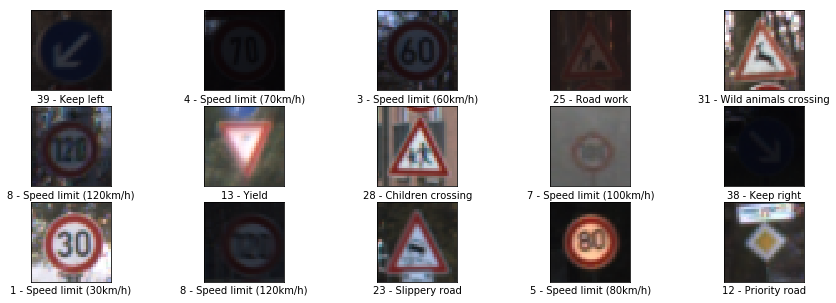 70
60
39 - Keep left
4 - Speed limit (70km/h)
3 - Speed limit (60km/h)
25 - Road work
31 - Wild animals crossing
120
100
8 - Speed limit (120km/h)
13 - Yield
28 - Children crossing
7 - Speed limit (100km/h)
38 - Keep right
30
120
80
1 - Speed limit (30km/h)
8 - Speed limit (120km/h)
23 - Slippery road
5 - Speed limit (80km/h)
12 - Priority road